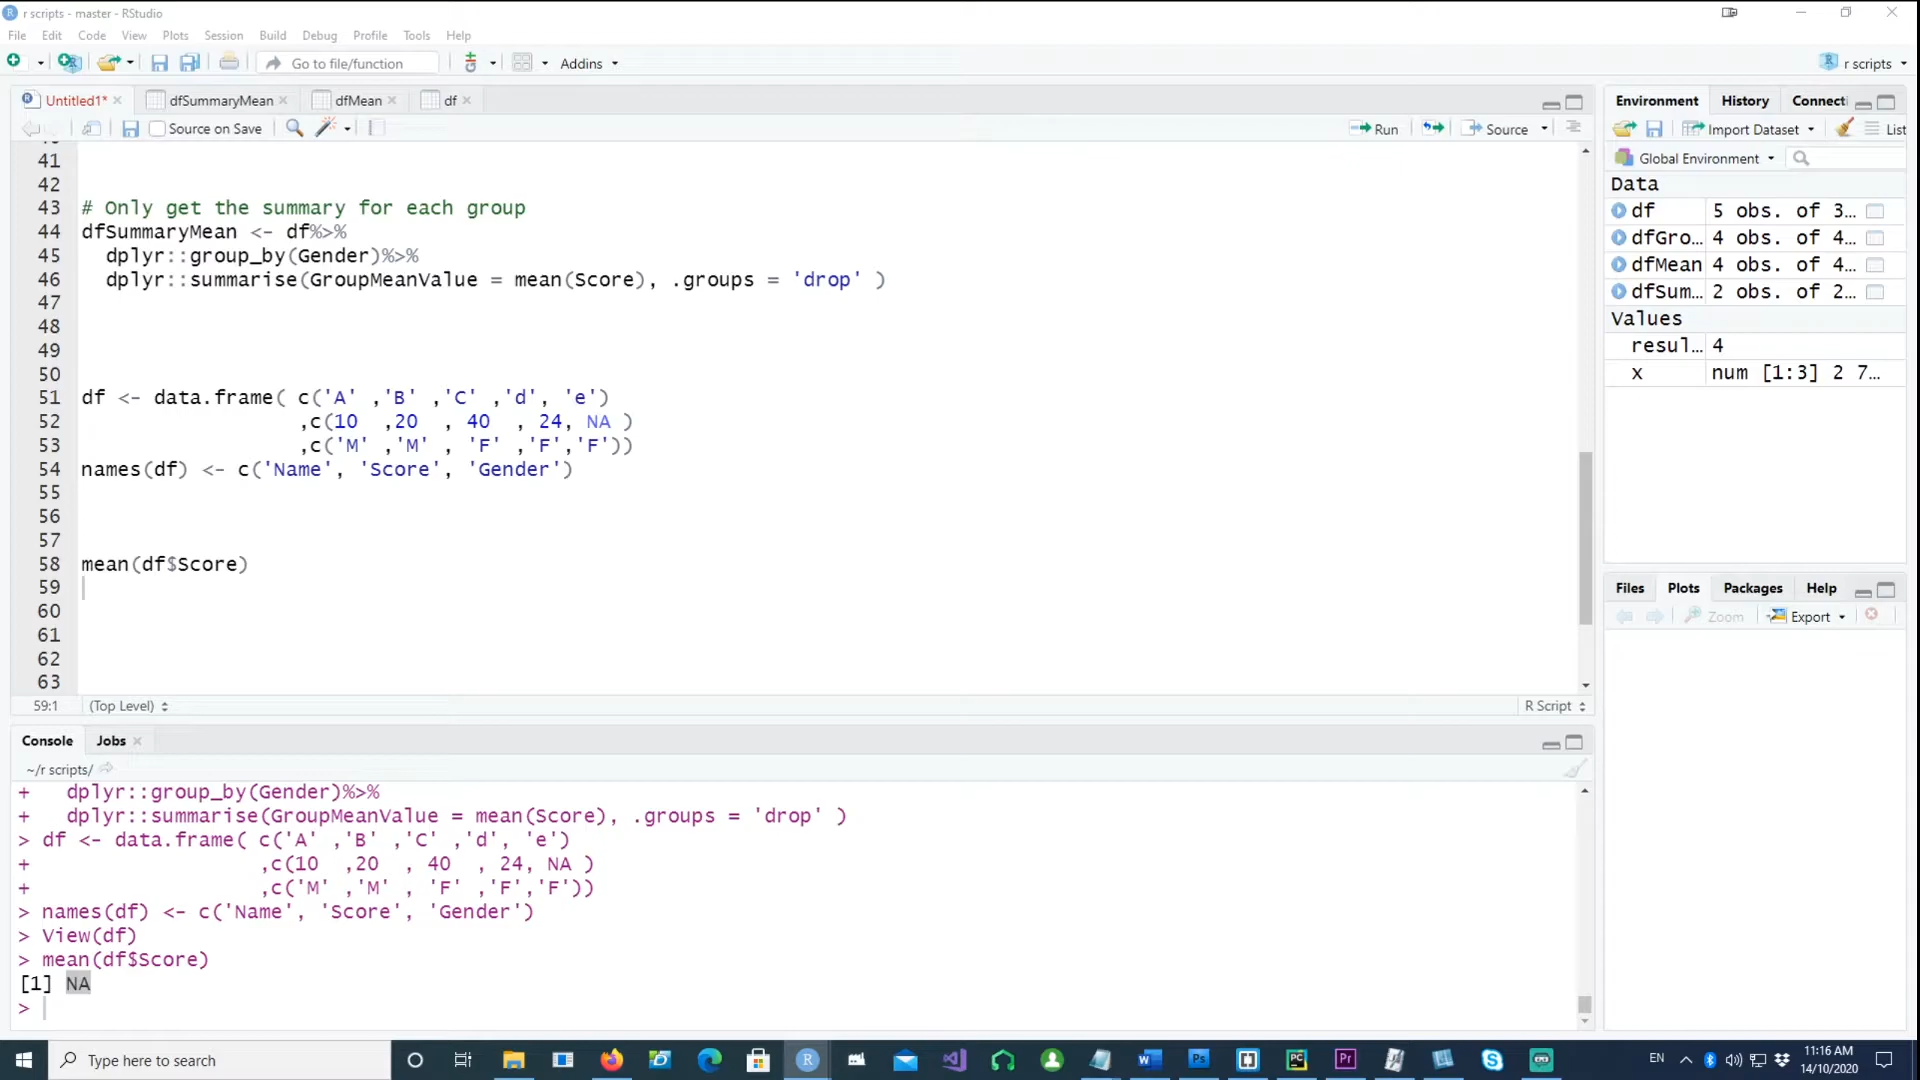 r scripts - master - RStudio
File Edit Code View Plots Session Build Debug Profile Tools Help
Go to file/function Addins r scripts
Untitled1* dfSummaryMean dfMean df
Source on Save Run Source
41
42
43 # Only get the summary for each group
44 dfSummaryMean <- df%>%
45 dplyr::group_by(Gender)%>%
46 dplyr::summarise(GroupMeanValue = mean(Score), .groups = 'drop' )
47
48
49
50
51 df <- data.frame( c('A' ,'B' ,'C' ,'d', 'e')
52 ,c(10 ,20 , 40 , 24, NA )
53 ,c('M' ,'M' , 'F' ,'F','F'))
54 names(df) <- c('Name', 'Score', 'Gender')
55
56
57
58 mean(df$Score)
59
60
61
62
63
59:1 (Top Level) R Script
Console Jobs
~/r scripts/
+ dplyr::group_by(Gender)%>%
+ dplyr::summarise(GroupMeanValue = mean(Score), .groups = 'drop' )
> df <- data.frame( c('A' ,'B' ,'C' ,'d', 'e')
+ ,c(10 ,20 , 40 , 24, NA )
+ ,c('M' ,'M' , 'F' ,'F','F'))
> names(df) <- c('Name', 'Score', 'Gender')
> View(df)
> mean(df$Score)
[1] NA
>
Environment History Connecti
Import Dataset List
Global Environment
Data
df 5 obs. of 3…
dfGro… 4 obs. of 4…
dfMean 4 obs. of 4…
dfSum… 2 obs. of 2…
Values
resul… 4
x num [1:3] 2 7…
Files Plots Packages Help
Zoom Export
Type here to search
EN 11:16 AM
14/10/2020